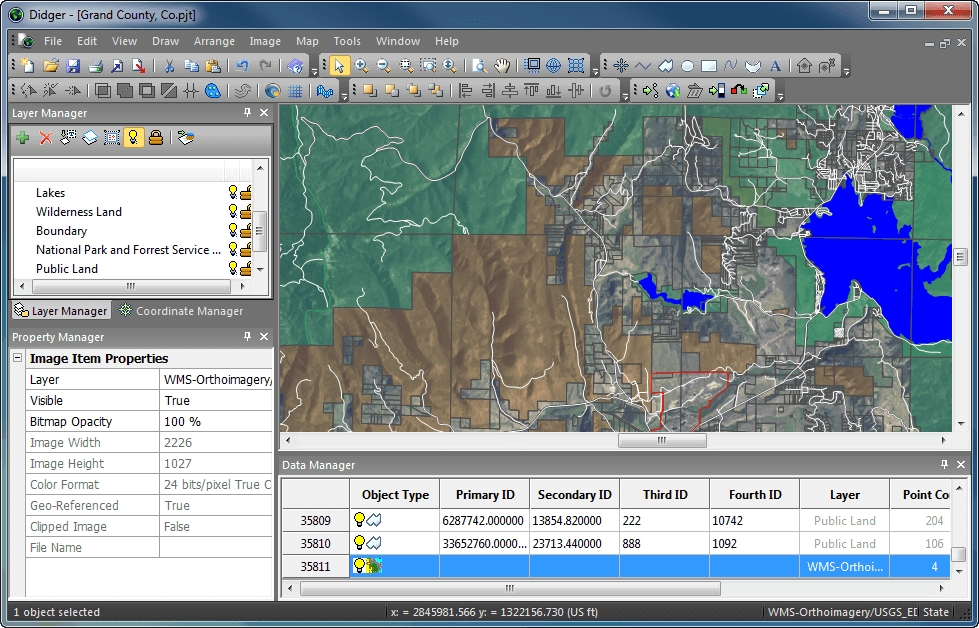 Didger - [Grand County, Co.pjt]
File Edit View Draw Arrange Image Map Tools Window Help
Layer Manager
Lakes
Wilderness Land
Boundary
National Park and Forrest Service ...
Public Land
Layer Manager Coordinate Manager
Property Manager
Image Item Properties
Layer WMS-Orthoimagery/
Visible True
Bitmap Opacity 100 %
Image Width 2226
Image Height 1027
Color Format 24 bits/pixel True C
Geo-Referenced True
Clipped Image False
File Name
Data Manager
Object Type Primary ID Secondary ID Third ID Fourth ID Layer Point Co
35809 6287742.000000 13854.820000 222 10742 Public Land 204
35810 33652760.0000... 23713.440000 888 1092 Public Land 106
35811 WMS-Orthoi... 4
1 object selected x: = 2845981.566 y: = 1322156.730 (US ft) WMS-Orthoimagery/USGS_ED State